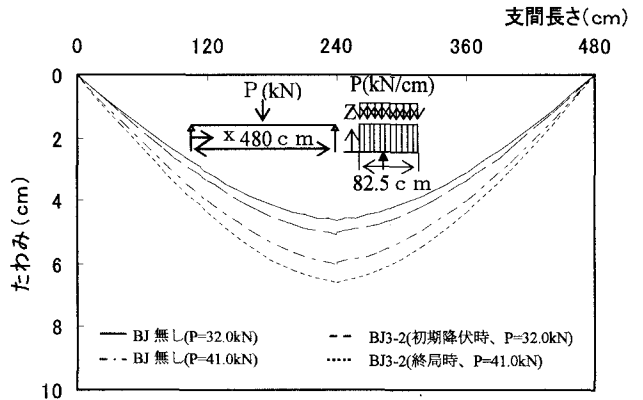 支間長さ(cm)
0 120 240 360 480
0
2
4
6
8
10
たわみ(cm)
P(kN)
x 480 cm
P(kN/cm)
Z
82.5 cm
BJ 無し(P=32.0kN)
BJ3-2(初期降伏時、P=32.0kN)
BJ 無し(P=41.0kN)
BJ3-2(終局時、P=41.0kN)